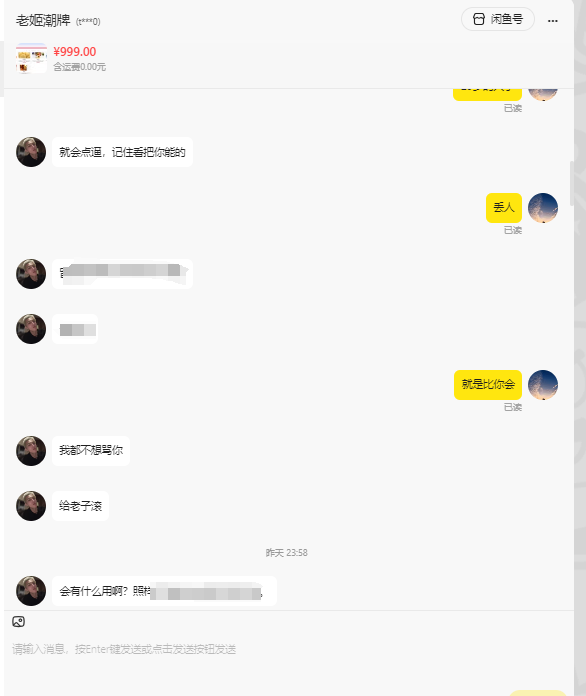 老姬潮牌 (t***0)
闲鱼号
¥999.00
含运费0.00元
已读
就会点逼，记住看把你能的
丢人
已读
就是比你会
已读
我都不想骂你
给老子滚
昨天 23:58
会有什么用啊？照样
请输入消息，按Enter键发送或点击发送按钮发送